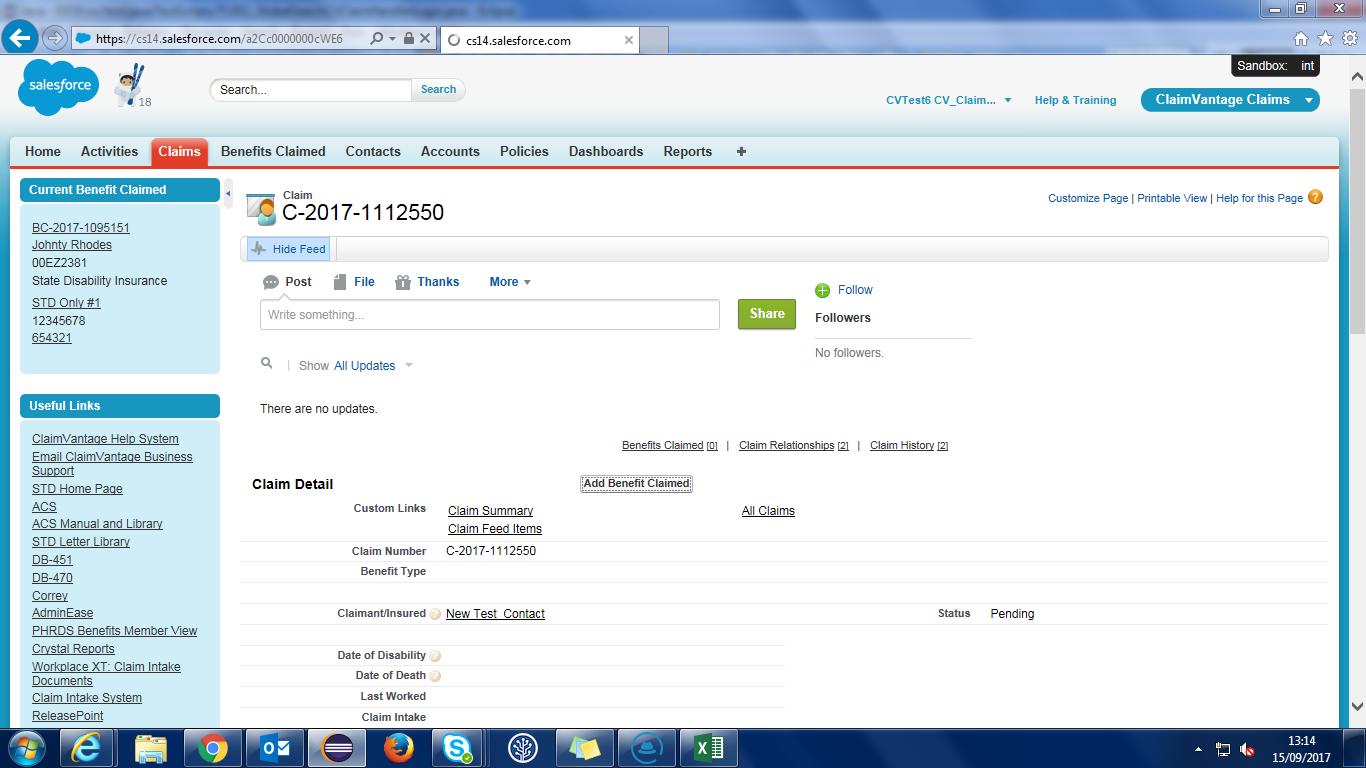 https://cs14.salesforce.com/a2Cc0000000cWE6
cs14.salesforce.com
Sandbox: int
salesforce
18
Search...
Search
CVTest6 CV_Claim...
Help & Training
ClaimVantage Claims
Home
Activities
Claims
Benefits Claimed
Contacts
Accounts
Policies
Dashboards
Reports
+
Current Benefit Claimed
BC-2017-1095151
Johnty Rhodes
00EZ2381
State Disability Insurance
STD Only #1
12345678
654321
Useful Links
ClaimVantage Help System
Email ClaimVantage Business
Support
STD Home Page
ACS
ACS Manual and Library
STD Letter Library
DB-451
DB-470
Correy
AdminEase
PHRDS Benefits Member View
Crystal Reports
Workplace XT: Claim Intake
Documents
Claim Intake System
ReleasePoint
Claim
C-2017-1112550
Customize Page | Printable View | Help for this Page ?
Hide Feed
Post
File
Thanks
More
Write something...
Share
Follow
Followers
No followers.
Show All Updates
There are no updates.
Benefits Claimed [0] | Claim Relationships [2] | Claim History [2]
Claim Detail
Add Benefit Claimed
Custom Links
Claim Summary
All Claims
Claim Feed Items
Claim Number C-2017-1112550
Benefit Type
Claimant/Insured ? New Test Contact
Status Pending
Date of Disability ?
Date of Death ?
Last Worked
Claim Intake
13:14
15/09/2017